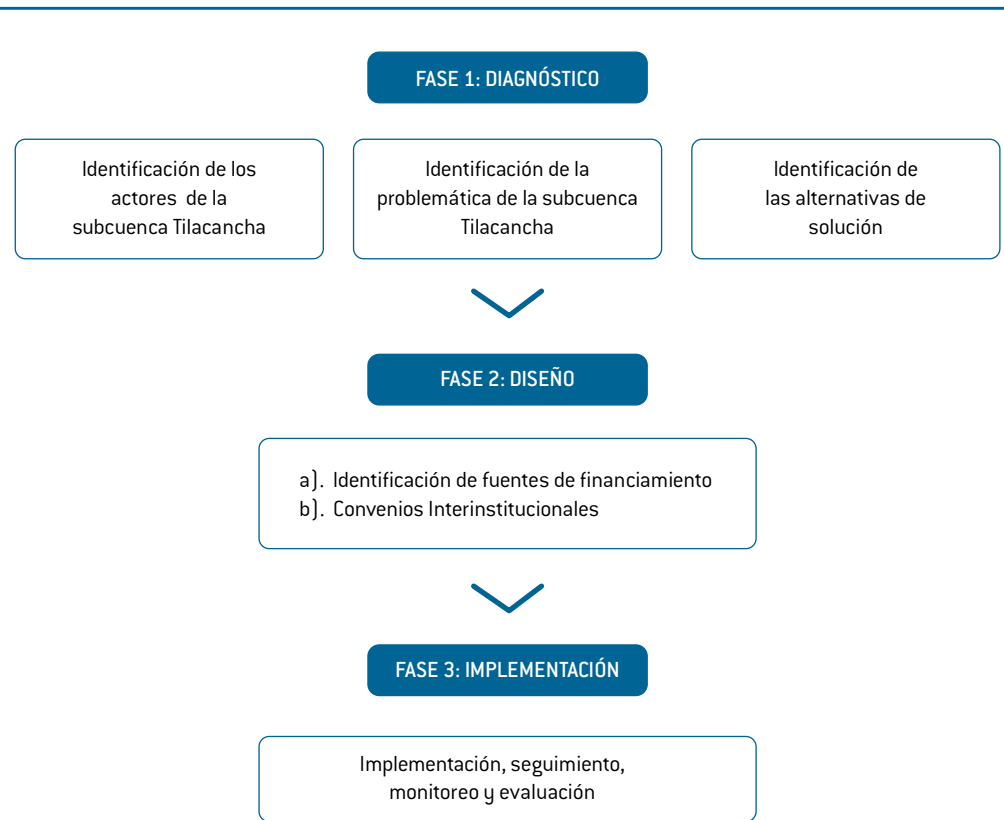 FASE 1: DIAGNÓSTICO
Identificación de los
actores de la
subcuenca Tilacancha
Identificación de la
problemática de la subcuenca
Tilacancha
Identificación de
las alternativas de
solución
FASE 2: DISEÑO
a). Identificación de fuentes de financiamiento
b). Convenios Interinstitucionales
FASE 3: IMPLEMENTACIÓN
Implementación, seguimiento,
monitoreo y evaluación